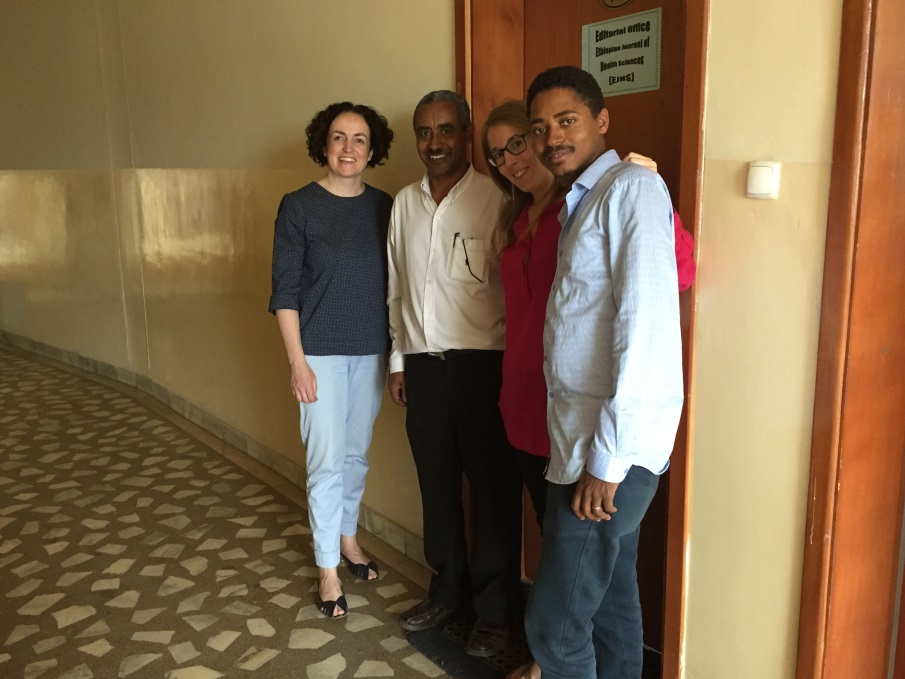 Editorial office
Ethiopian Journal of
Health Sciences
[EJHS]